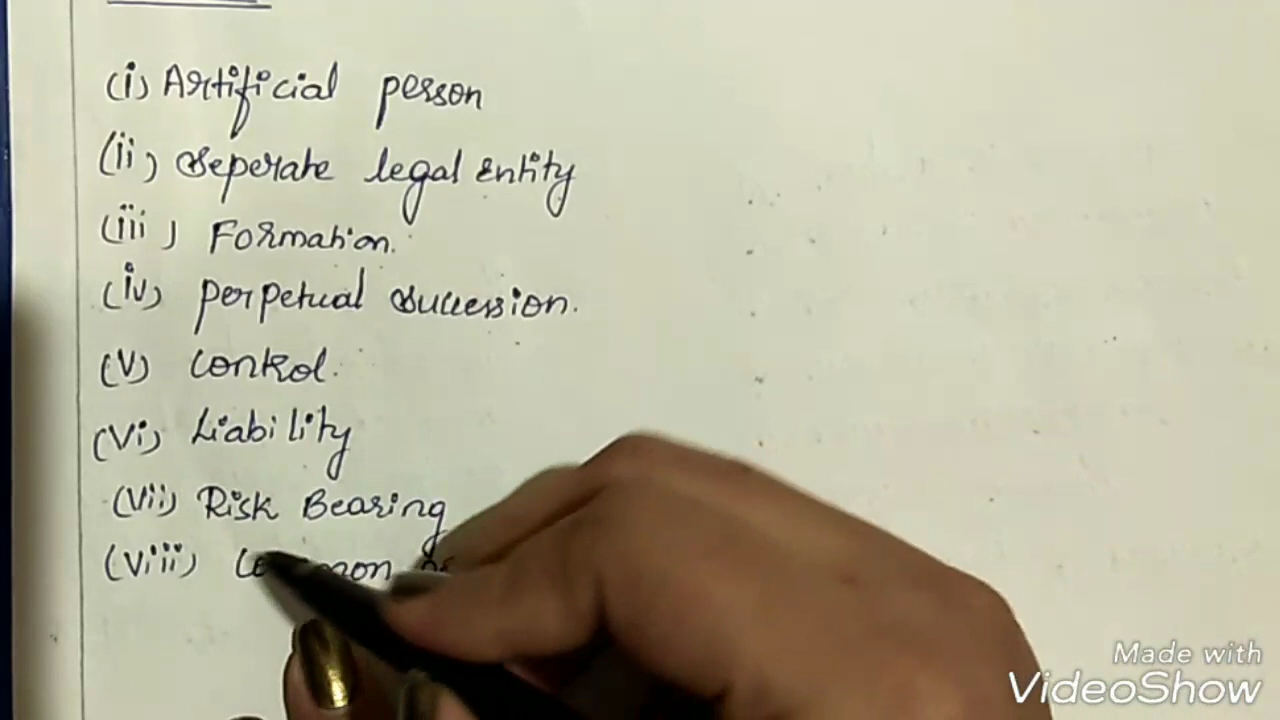 (i) Artificial person
(ii) Seperate legal entity
(iii) Formation.
(iv) perpetual Succession.
(v) Control.
(vi) Liability
(vii) Risk Bearing
(viii) Common
Made with
VideoShow